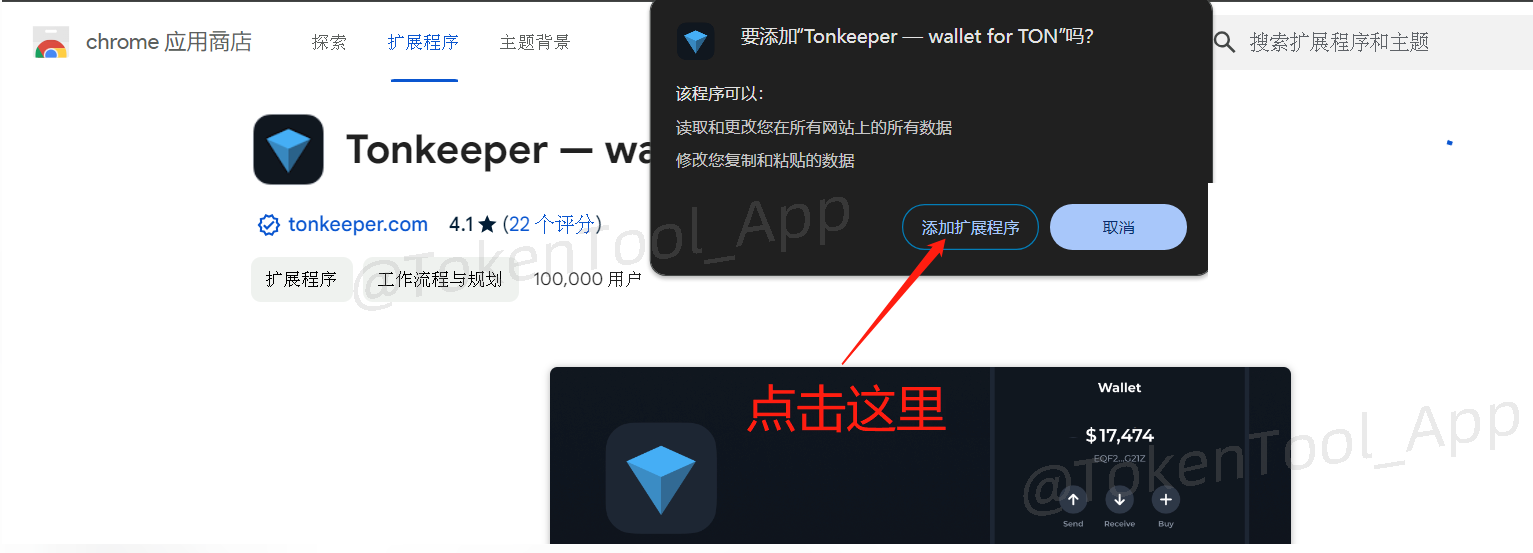 chrome 应用商店
探索
扩展程序
主题背景
搜索扩展程序和主题
要添加“Tonkeeper — wallet for TON”吗?
该程序可以:
读取和更改您在所有网站上的所有数据
修改您复制和粘贴的数据
添加扩展程序
取消
Tonkeeper — wa
tonkeeper.com
4.1★ (22 个评分)
扩展程序
工作流程与规划
100,000 用户
@TokenTool_App
点击这里
Wallet
$17,474
EQF2...G21Z
Send
Receive
Buy
@TokenTool_App